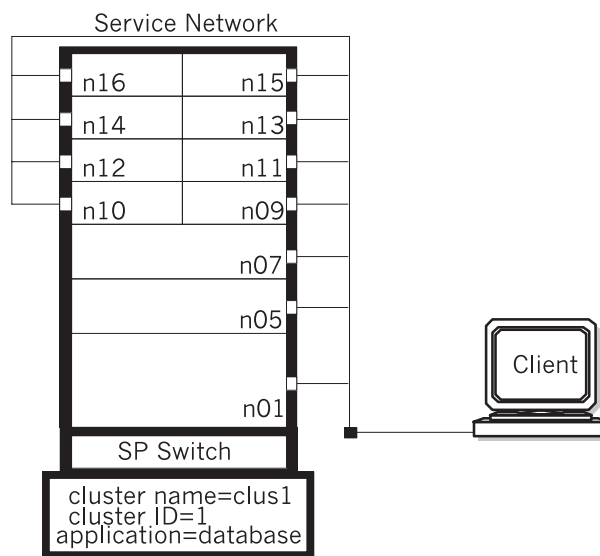 Service Network
n16 n15
n14 n13
n12 n11
n10 n09
n07
n05
Client
n01
SP Switch
cluster name=clus1
cluster ID=1
application=database